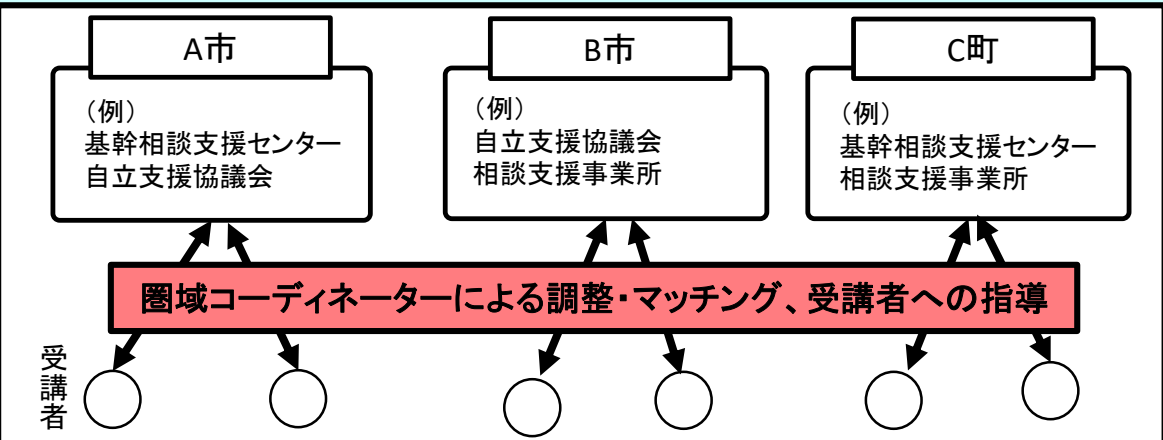 A市
(例)
基幹相談支援センター
自立支援協議会
B市
(例)
自立支援協議会
相談支援事業所
C町
(例)
基幹相談支援センター
相談支援事業所
圏域コーディネーターによる調整・マッチング、受講者への指導
受講者